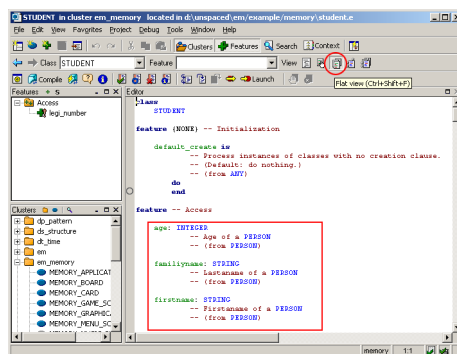 STUDENT in cluster em_memory located in d:\unspaced\em/example/memory\student.e
File Edit View Favorites Project Debug Tools Window Help
Clusters Features Search Context
Class STUDENT Feature View
Compile Launch
Flat view (Ctrl+Shift+F)
Features
Access
legi_number
Clusters
dp_pattern
ds_structure
dt_time
em
em_memory
MEMORY_APPLICAT
MEMORY_BOARD
MEMORY_CARD
MEMORY_GAME_SC
MEMORY_GRAPHIC
MEMORY_MENU_SC
Editor
class
STUDENT
feature {NONE} -- Initialization
default_create is
-- Process instances of classes with no creation clause.
-- (Default: do nothing.)
-- (from ANY)
do
end
feature -- Access
age: INTEGER
-- Age of a PERSON
-- (from PERSON)
familiyname: STRING
-- Lastaname of a PERSON
-- (from PERSON)
firstname: STRING
-- Firstaname of a PERSON
-- (from PERSON)
memory 1:1